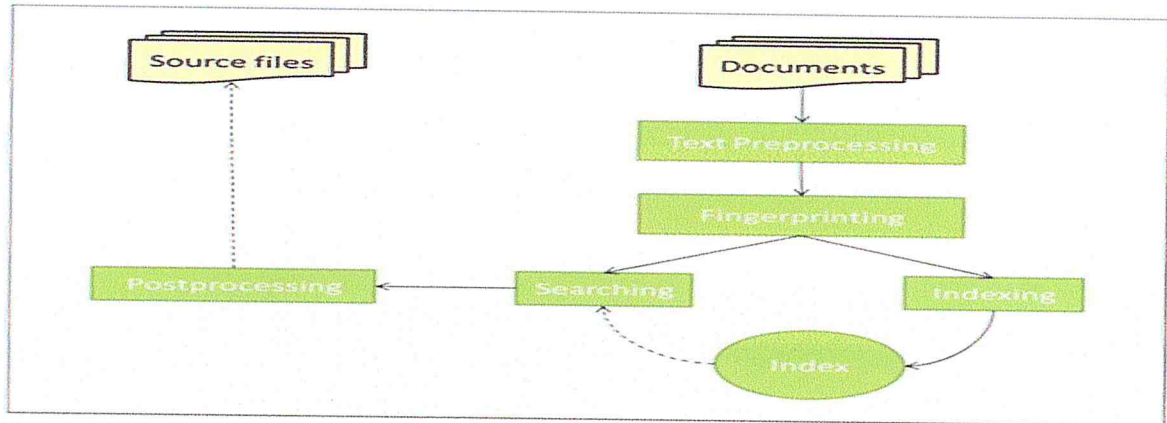 Source files
Documents
Text Preprocessing
Fingerprinting
Postprocessing
Searching
Indexing
Index